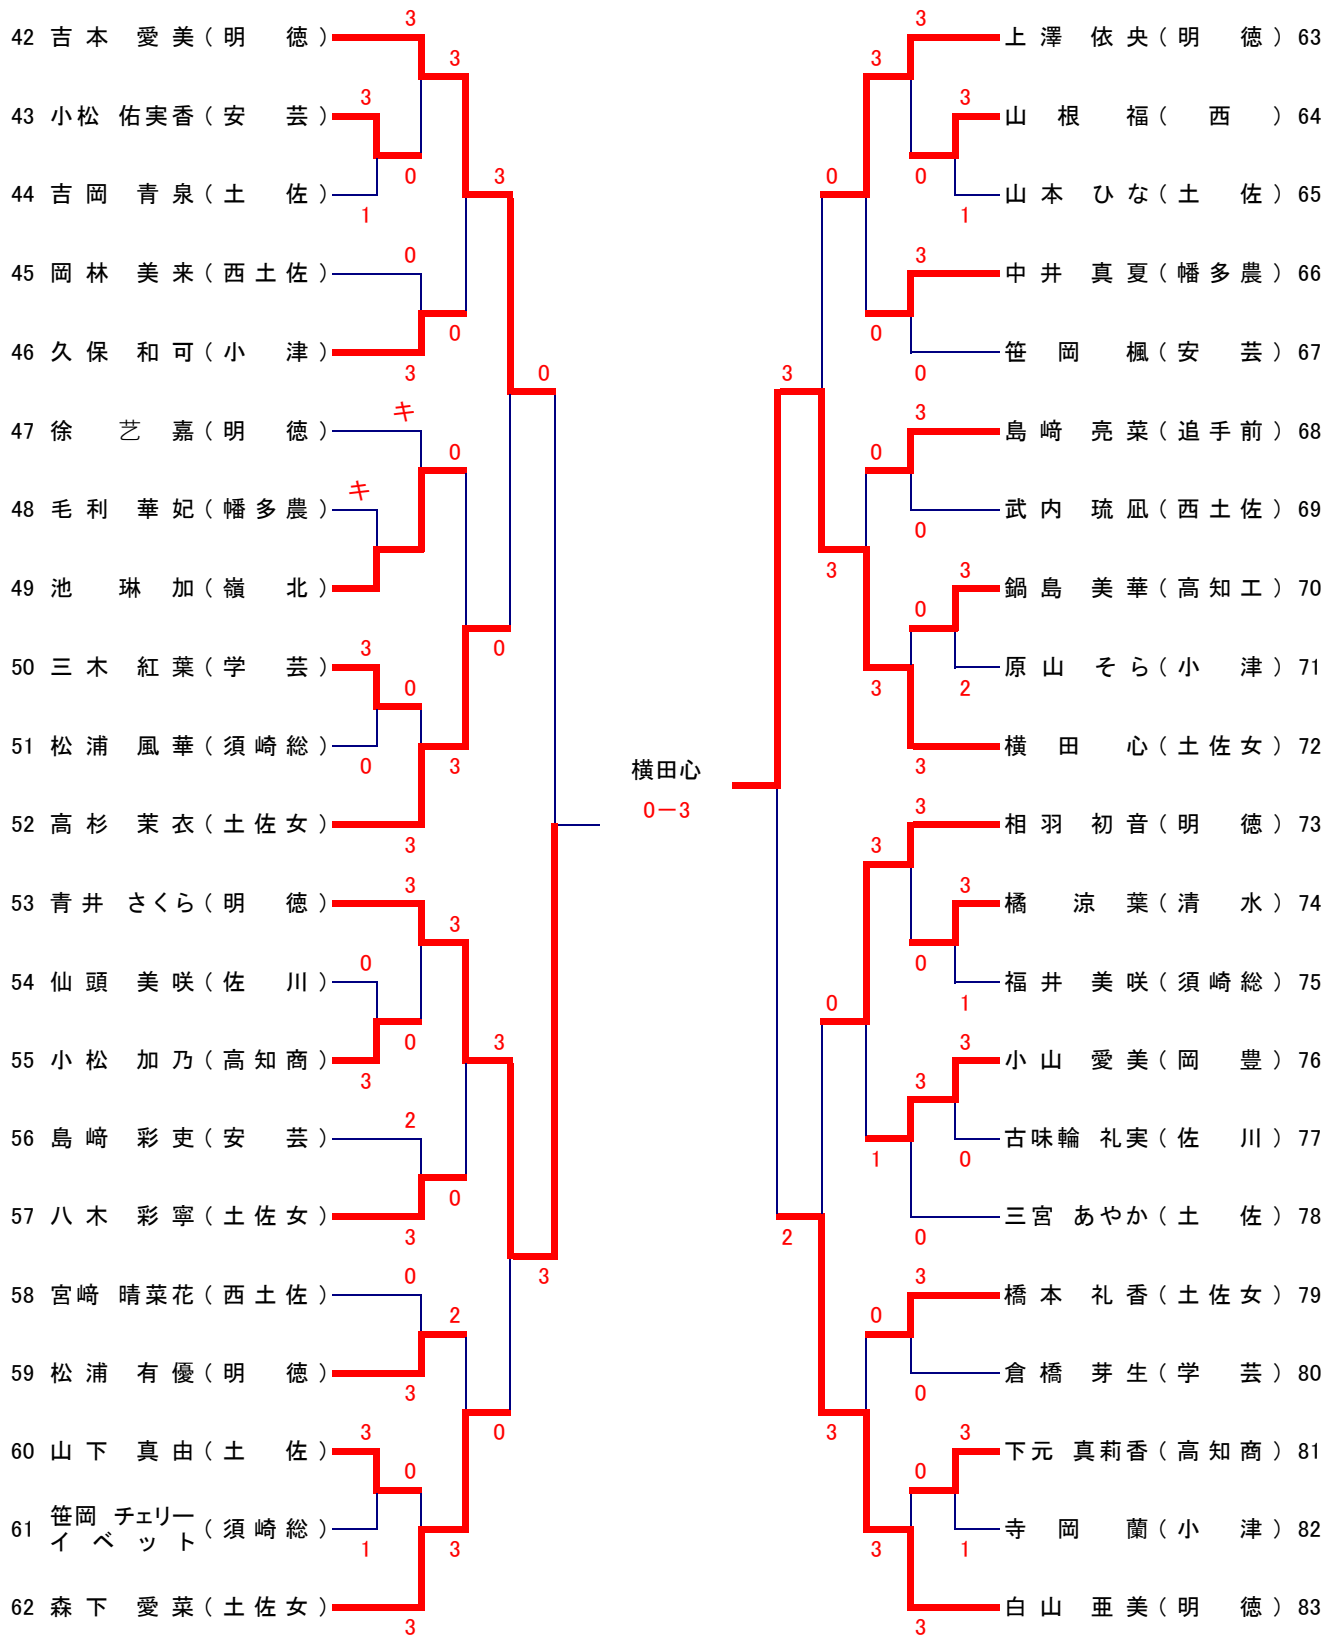 42 吉本 愛美 (明 徳)
43 小松 佑実香 (安 芸)
44 吉岡 青泉 (土 佐)
45 岡林 美来 (西土佐)
46 久保 和可 (小 津)
47 徐 艺嘉 (明 徳)
48 毛利 華妃 (幡多農)
49 池 琳加 (嶺 北)
50 三木 紅葉 (学 芸)
51 松浦 風華 (須崎総)
52 高杉 茉衣 (土佐女)
53 青井 さくら (明 徳)
54 仙頭 美咲 (佐 川)
55 小松 加乃 (高知商)
56 島﨑 彩吏 (安 芸)
57 八木 彩寧 (土佐女)
58 宮﨑 晴菜花 (西土佐)
59 松浦 有優 (明 徳)
60 山下 真由 (土 佐)
61 笹岡 チェリー
イベット (須崎総)
62 森下 愛菜 (土佐女)
3
3
3
0
1
3
0
0
3
0
キ
0
キ
3
0
0
0
3
3
3
3
0
3
0
3
2
0
3
0
2
3
3
0
3
0
1
3
3
横田心
0－3
3
3
3
0
0
1
3
0
0
3
3
0
0
3
3
0
2
3
3
3
3
3
0
1
0
3
3
1
0
0
2
3
0
0
3
3
0
1
3
3
上澤 依央 (明 徳) 63
山根 福 (西) 64
山本 ひな (土 佐) 65
中井 真夏 (幡多農) 66
笹岡 楓 (安 芸) 67
島﨑 亮菜 (追手前) 68
武内 琉凪 (西土佐) 69
鍋島 美華 (高知工) 70
原山 そら (小 津) 71
横田 心 (土佐女) 72
相羽 初音 (明 徳) 73
橘 涼葉 (清 水) 74
福井 美咲 (須崎総) 75
小山 愛美 (岡 豊) 76
古味輪 礼実 (佐 川) 77
三宮 あやか (土 佐) 78
橋本 礼香 (土佐女) 79
倉橋 芽生 (学 芸) 80
下元 真莉香 (高知商) 81
寺岡 蘭 (小 津) 82
白山 亜美 (明 徳) 83